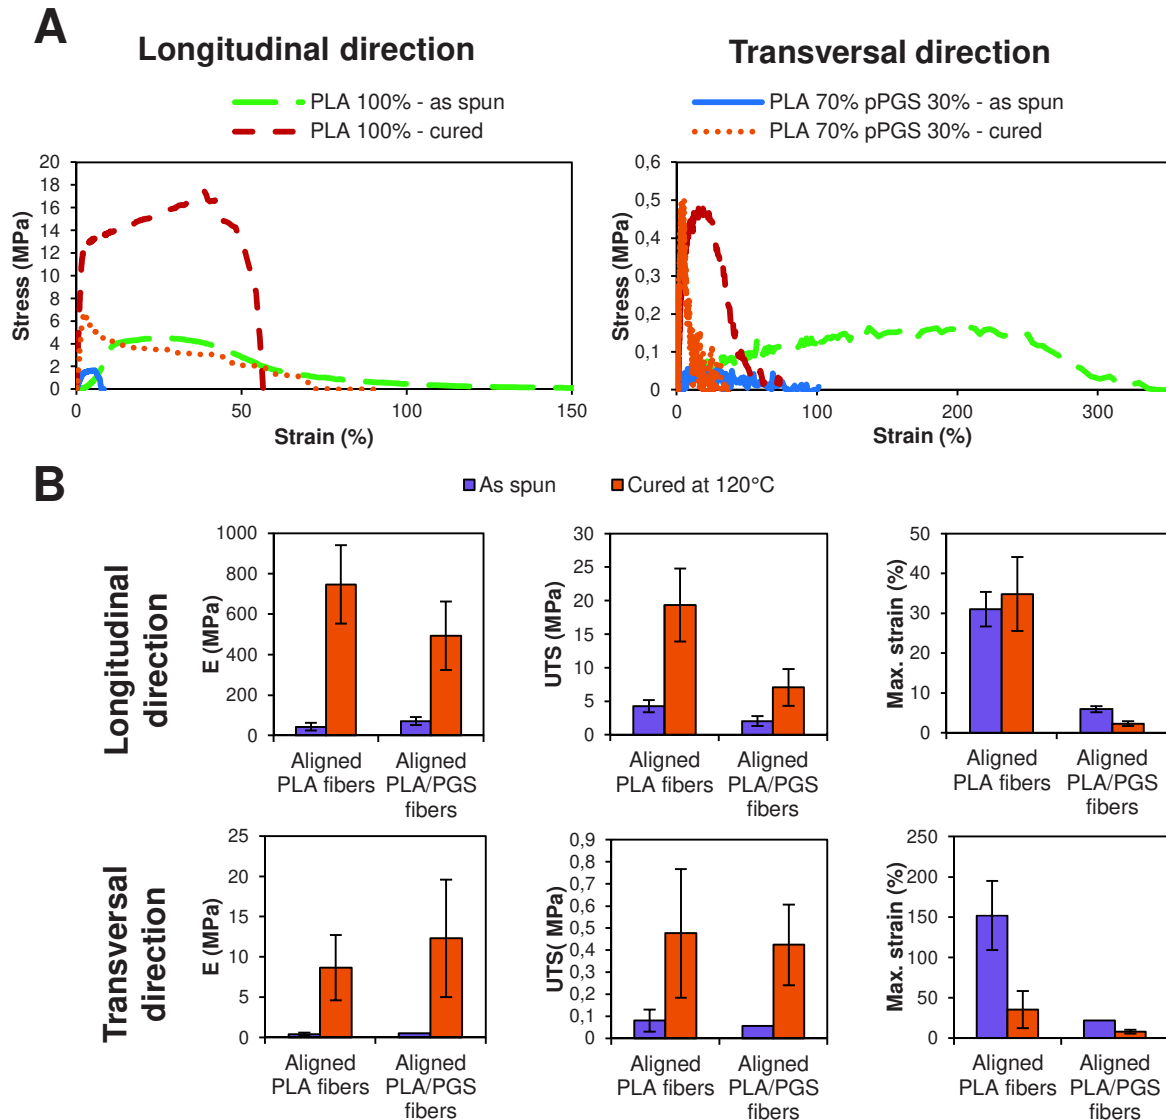 A
Longitudinal direction
Transversal direction
PLA 100% - as spun
PLA 100% - cured
PLA 70% pPGS 30% - as spun
PLA 70% pPGS 30% - cured
Stress (MPa)
20
18
16
14
12
10
8
6
4
2
0
0
50
100
150
Strain (%)
Stress (MPa)
0,6
0,5
0,4
0,3
0,2
0,1
0
0
100
200
300
Strain (%)
B
As spun
Cured at 120°C
Longitudinal
direction
E (MPa)
1000
800
600
400
200
0
Aligned
PLA fibers
Aligned
PLA/PGS
fibers
UTS (MPa)
30
25
20
15
10
5
0
Aligned
PLA fibers
Aligned
PLA/PGS
fibers
Max. strain (%)
50
40
30
20
10
0
Aligned
PLA fibers
Aligned
PLA/PGS
fibers
Transversal
direction
E (MPa)
25
20
15
10
5
0
Aligned
PLA fibers
Aligned
PLA/PGS
fibers
UTS( MPa)
0,9
0,8
0,7
0,6
0,5
0,4
0,3
0,2
0,1
0
Aligned
PLA fibers
Aligned
PLA/PGS
fibers
Max. strain (%)
250
200
150
100
50
0
Aligned
PLA fibers
Aligned
PLA/PGS
fibers